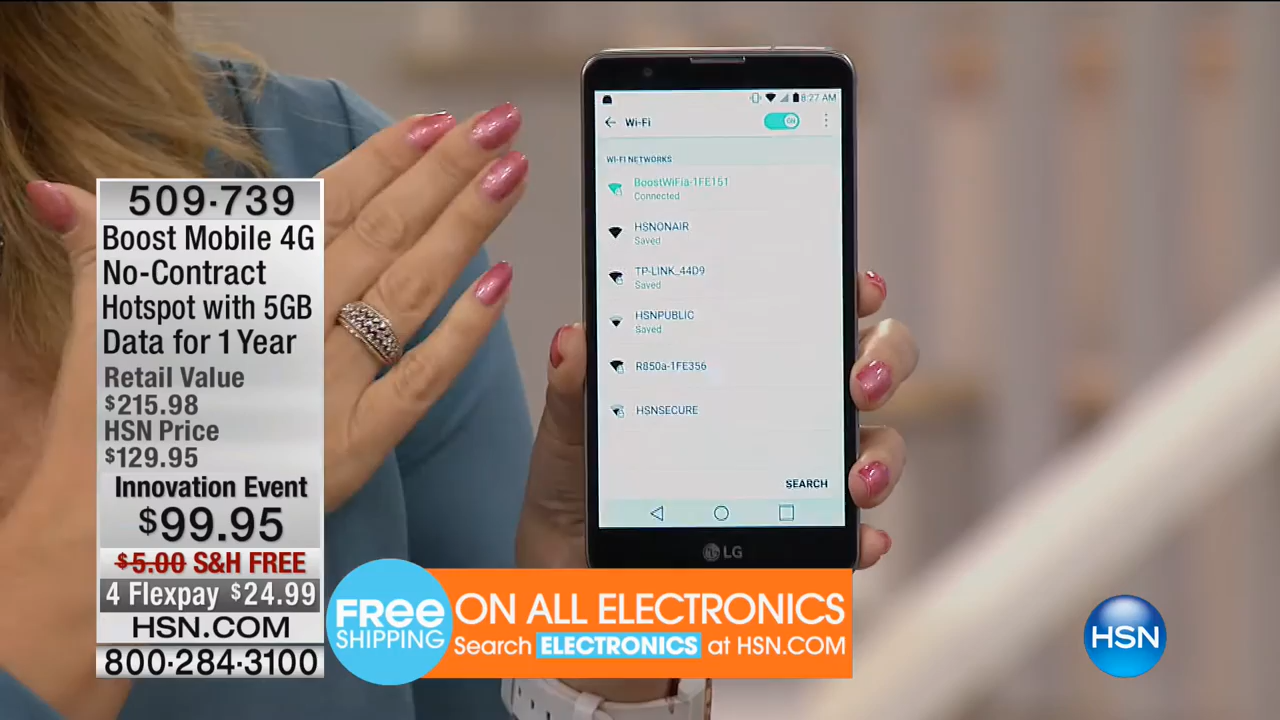 509·739
Boost Mobile 4G
No-Contract
Hotspot with 5GB
Data for 1 Year
Retail Value
$215.98
HSN Price
$129.95
Innovation Event
$99.95
$5.00 S&H FREE
4 Flexpay $24.99
HSN.COM
800·284·3100
8:27 AM
Wi-Fi
ON
WI-FI NETWORKS
BoostWiFia-1FE151
Connected
HSNONAIR
Saved
TP-LINK_44D9
Saved
HSNPUBLIC
Saved
R850a-1FE356
HSNSECURE
SEARCH
LG
FREE
SHIPPING
ON ALL ELECTRONICS
Search ELECTRONICS at HSN.COM
HSN